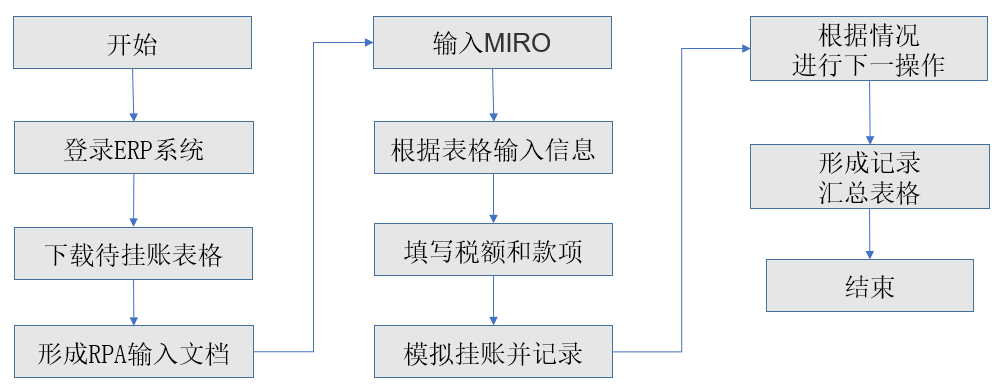 开始
登录ERP系统
下载待挂账表格
形成RPA输入文档
输入MIRO
根据表格输入信息
填写税额和款项
模拟挂账并记录
根据情况
进行下一操作
形成记录
汇总表格
结束